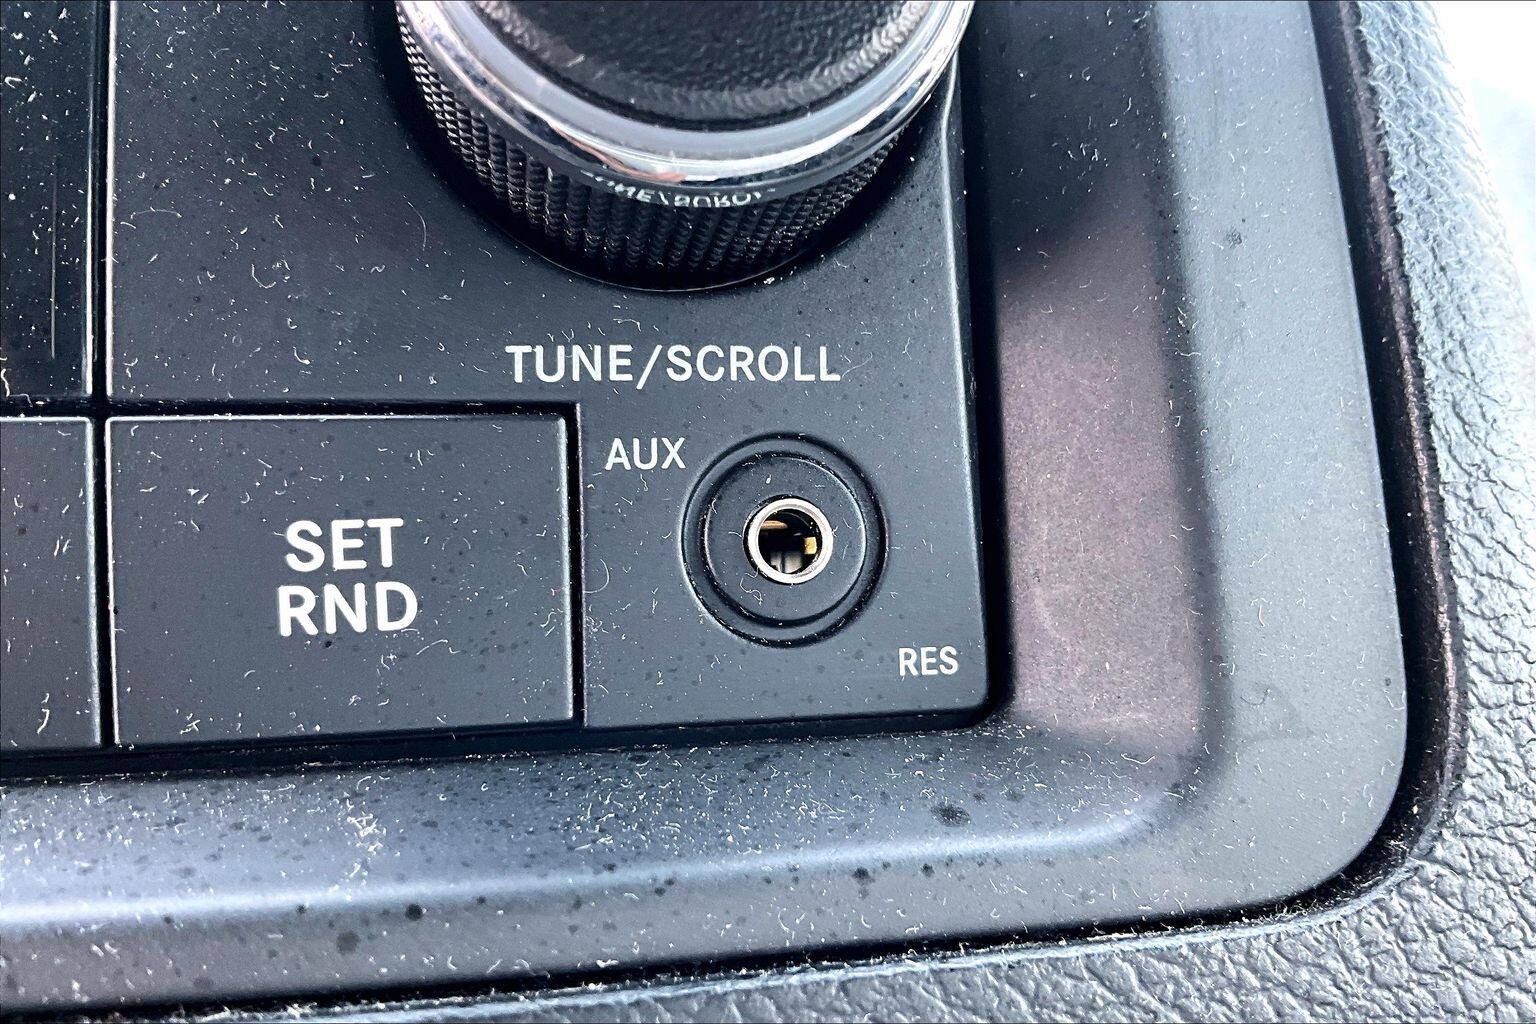 TUNE/SCROLL
AUX
SET
RND
RES